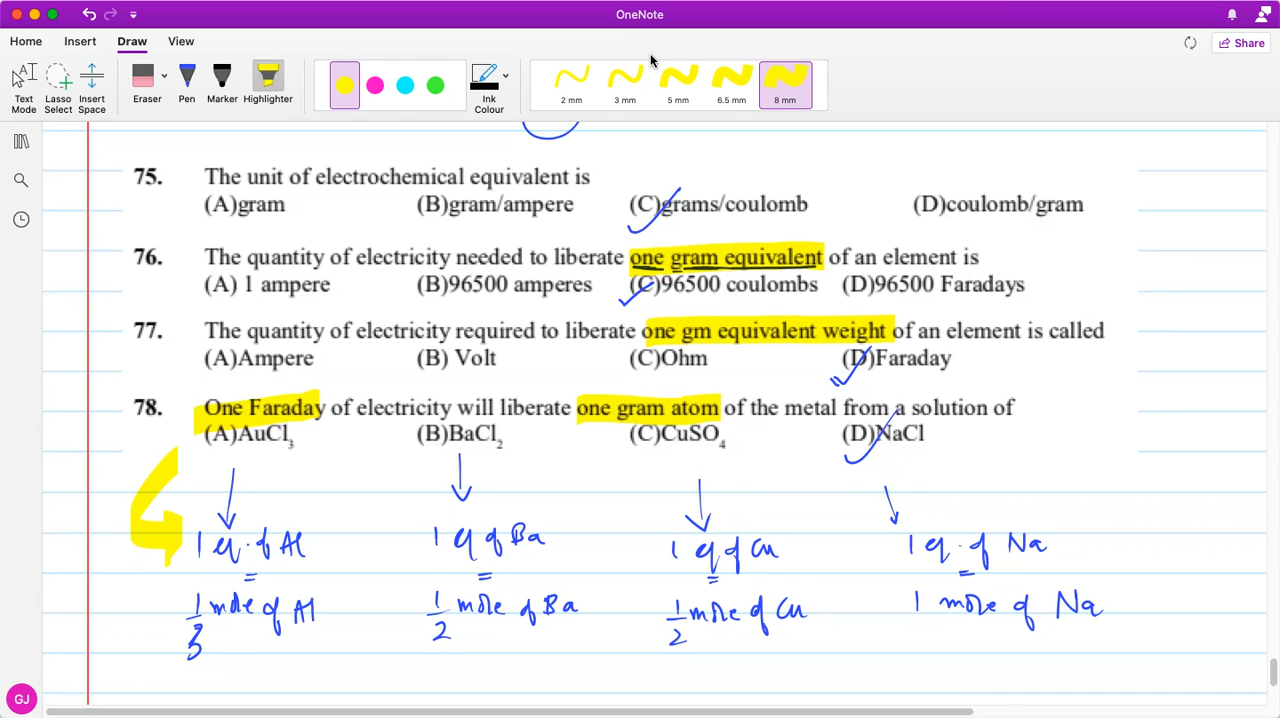 OneNote
Home Insert Draw View
Share
Text Mode
Lasso Select
Insert Space
Eraser
Pen
Marker
Highlighter
Ink Colour
2 mm 3 mm 5 mm 6.5 mm 8 mm
75. The unit of electrochemical equivalent is
(A)gram (B)gram/ampere (C)grams/coulomb (D)coulomb/gram
76. The quantity of electricity needed to liberate one gram equivalent of an element is
(A) 1 ampere (B)96500 amperes (C)96500 coulombs (D)96500 Faradays
77. The quantity of electricity required to liberate one gm equivalent weight of an element is called
(A)Ampere (B) Volt (C)Ohm (D)Faraday
78. One Faraday of electricity will liberate one gram atom of the metal from a solution of
(A)AuCl₃ (B)BaCl₂ (C)CuSO₄ (D)NaCl
1 eq. of Al 1 eq of Ba 1 eq of Cu 1 eq. of Na
1/3 mole of Al 1/2 mole of Ba 1/2 mole of Cu 1 mole of Na
GJ